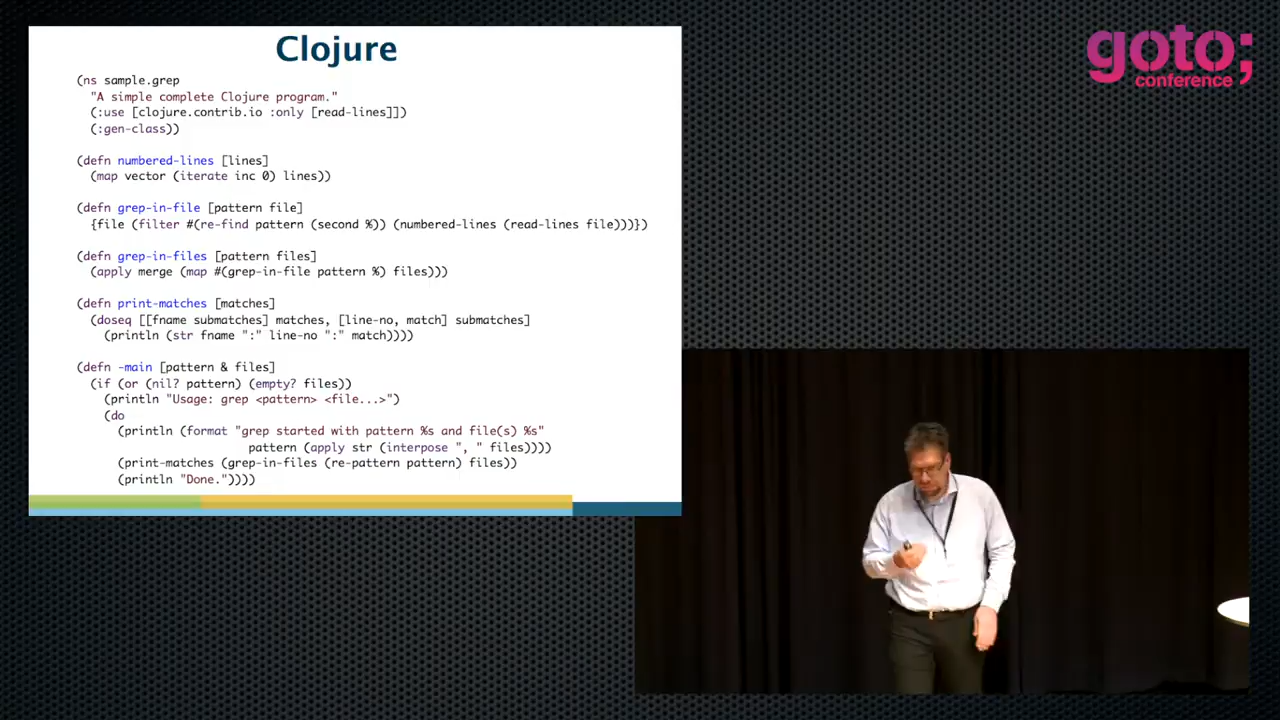 Clojure
(ns sample.grep
"A simple complete Clojure program."
(:use [clojure.contrib.io :only [read-lines]])
(:gen-class))
(defn numbered-lines [lines]
(map vector (iterate inc 0) lines))
(defn grep-in-file [pattern file]
{file (filter #(re-find pattern (second %)) (numbered-lines (read-lines file)))})
(defn grep-in-files [pattern files]
(apply merge (map #(grep-in-file pattern %) files)))
(defn print-matches [matches]
(doseq [[fname submatches] matches, [line-no, match] submatches]
(println (str fname ":" line-no ":" match))))
(defn -main [pattern & files]
(if (or (nil? pattern) (empty? files))
(println "Usage: grep <pattern> <file...>")
(do
(println (format "grep started with pattern %s and file(s) %s"
pattern (apply str (interpose ", " files))))
(print-matches (grep-in-files (re-pattern pattern) files))
(println "Done."))))
goto;
conference